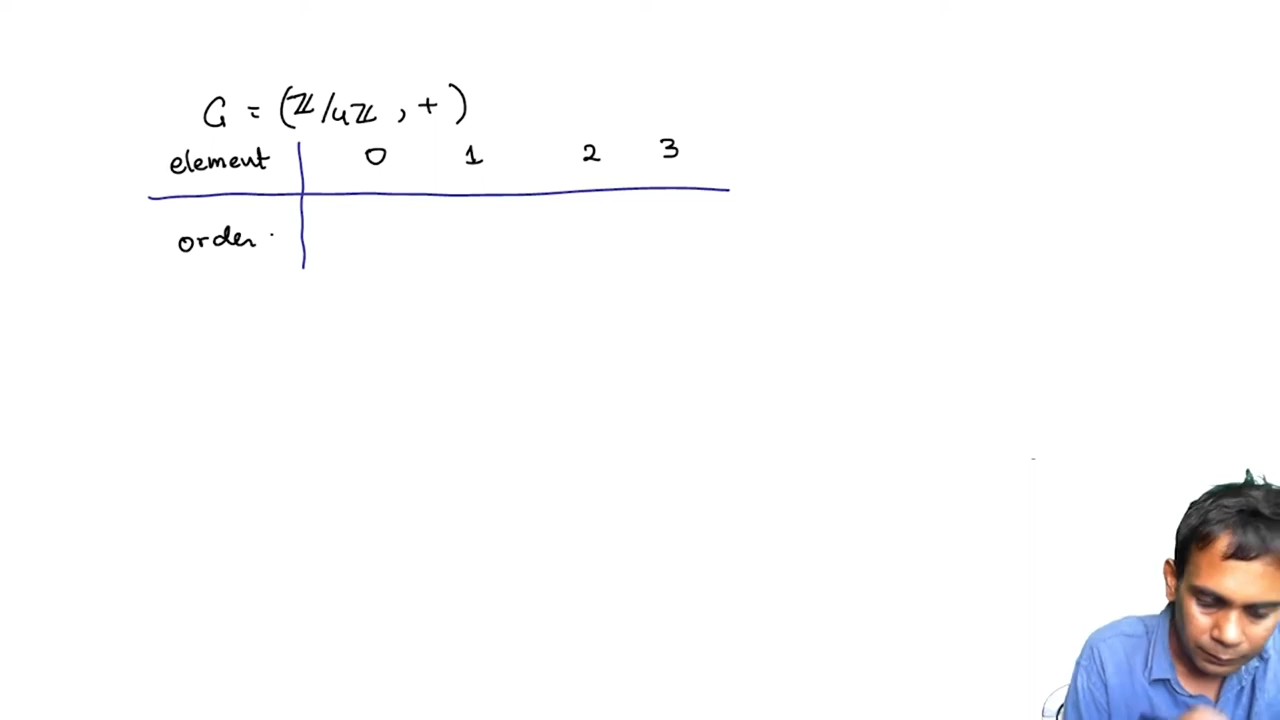 G = (ℤ/4ℤ, +)
element 0 1 2 3
order